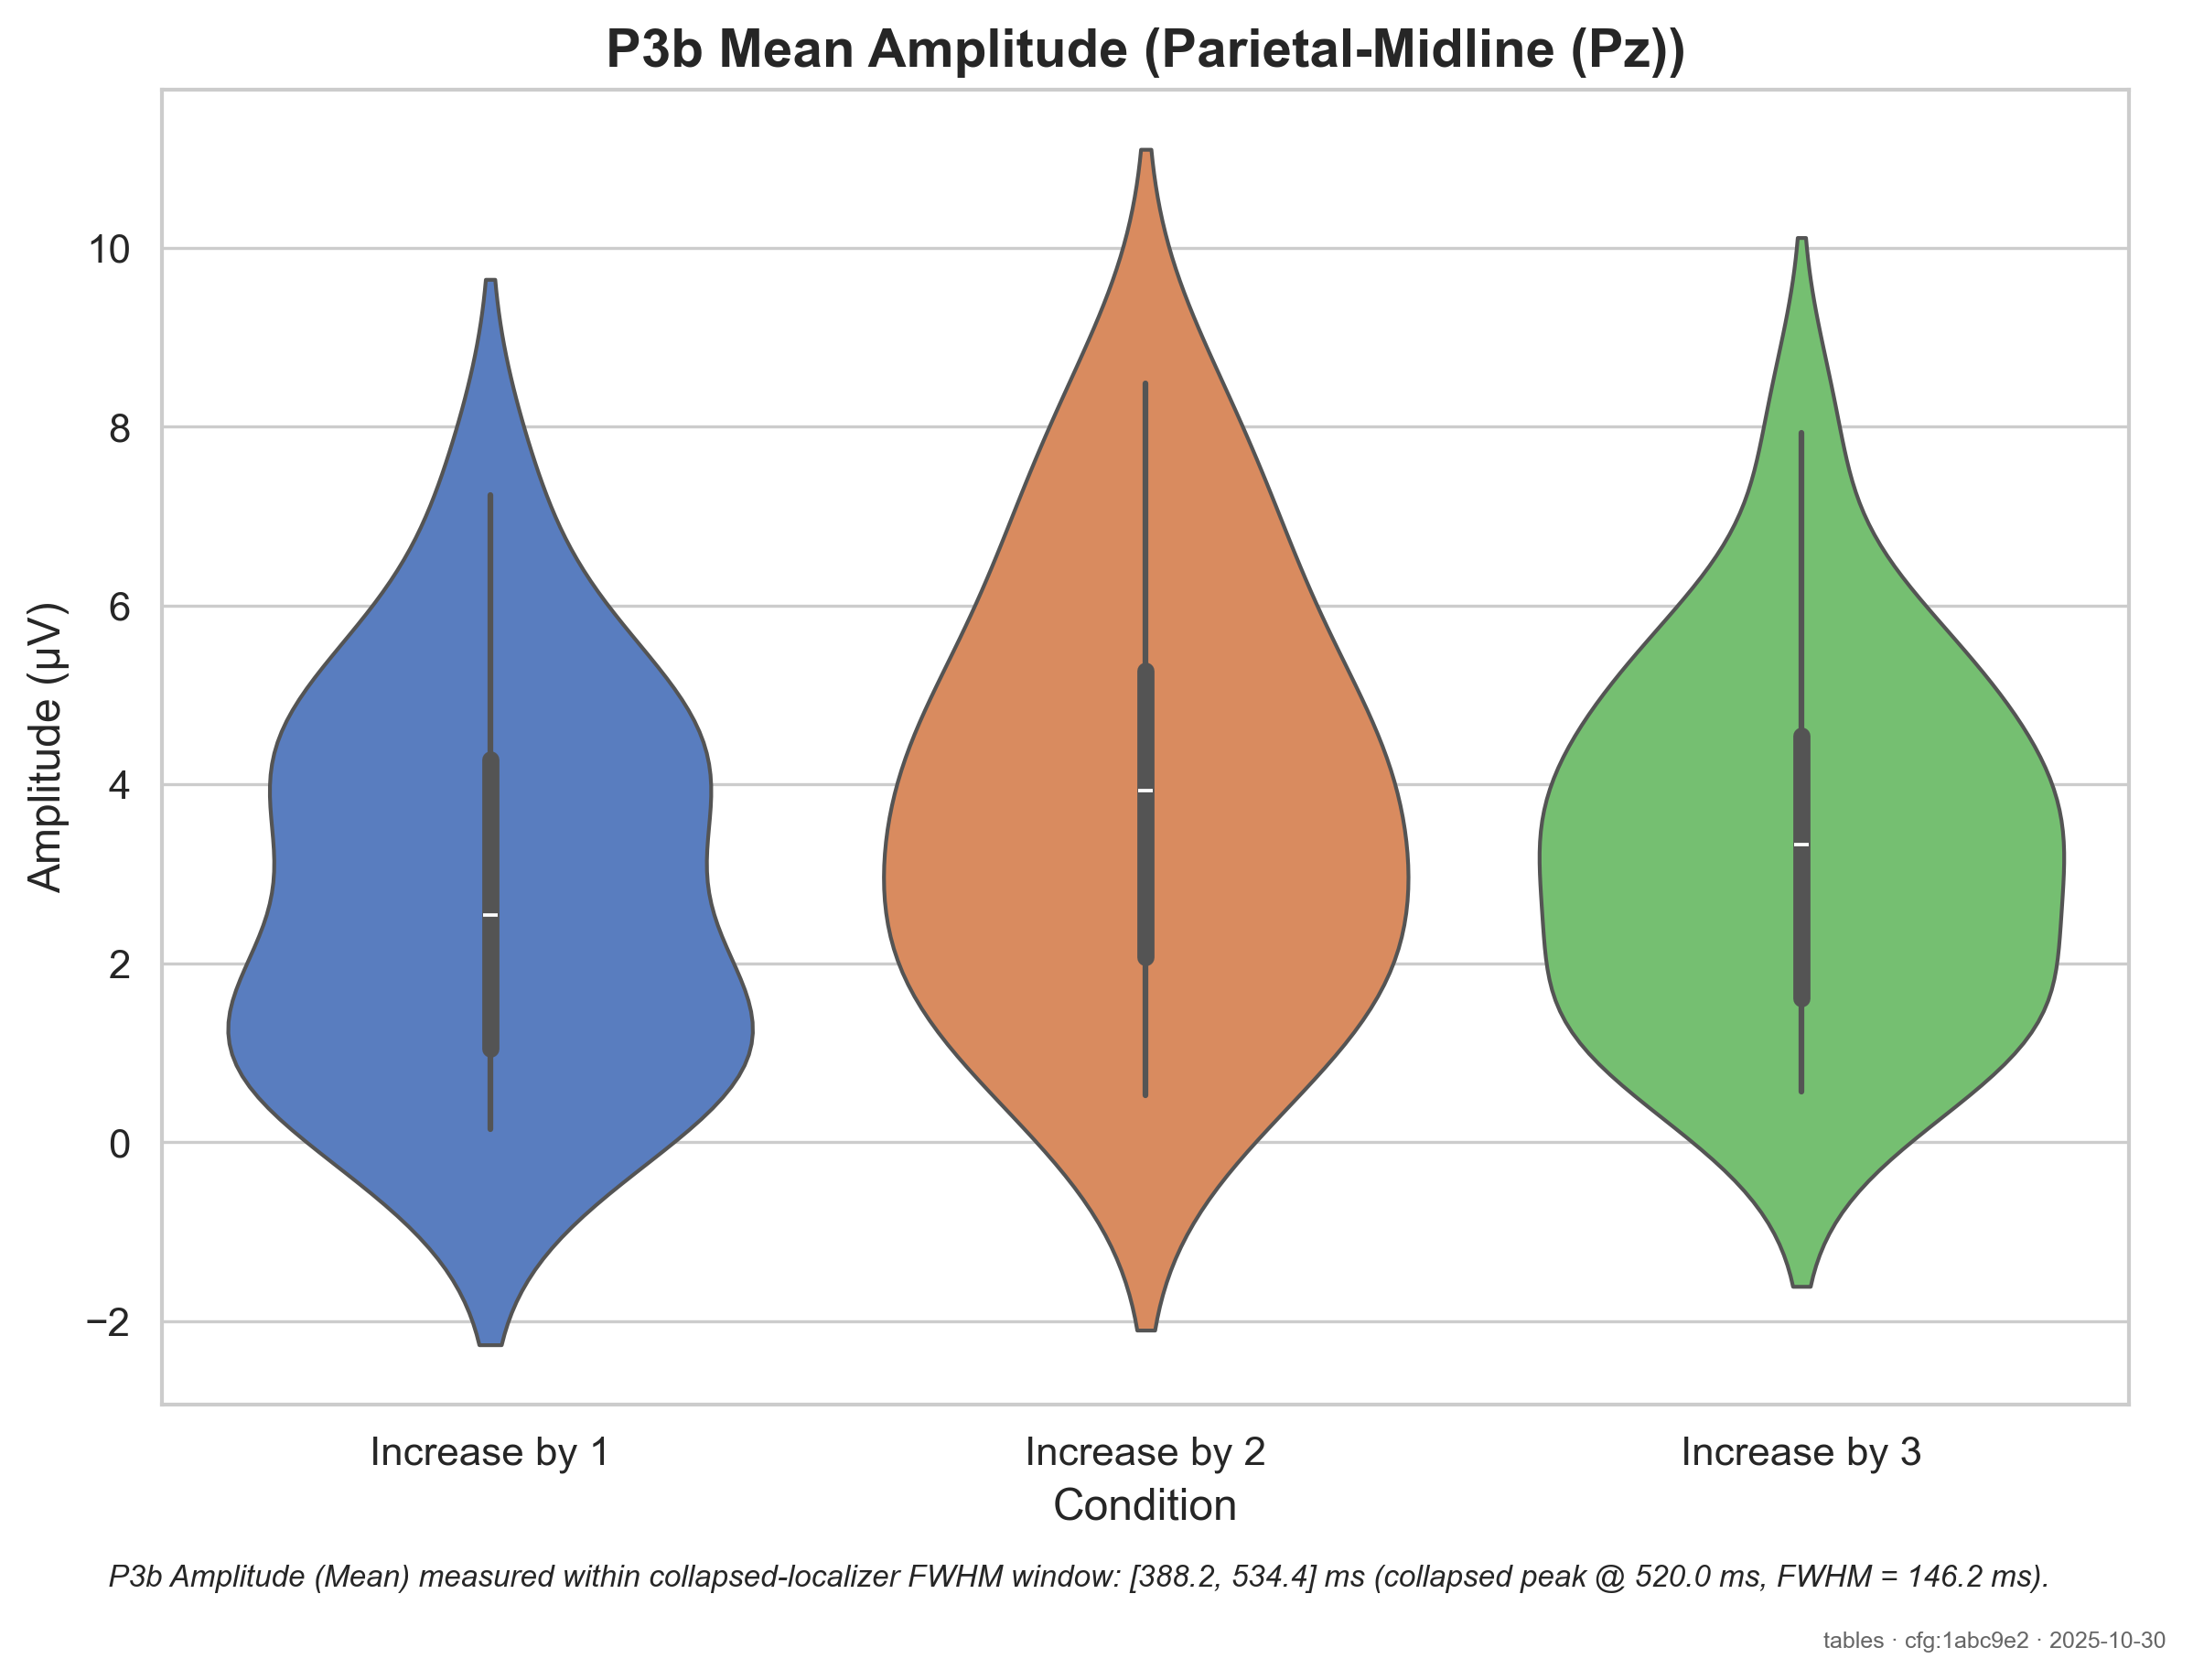 P3b Mean Amplitude (Parietal-Midline (Pz))
Amplitude (µV)
10
8
6
4
2
0
−2
Increase by 1
Increase by 2
Increase by 3
Condition
P3b Amplitude (Mean) measured within collapsed-localizer FWHM window: [388.2, 534.4] ms (collapsed peak @ 520.0 ms, FWHM = 146.2 ms).
tables · cfg:1abc9e2 · 2025-10-30